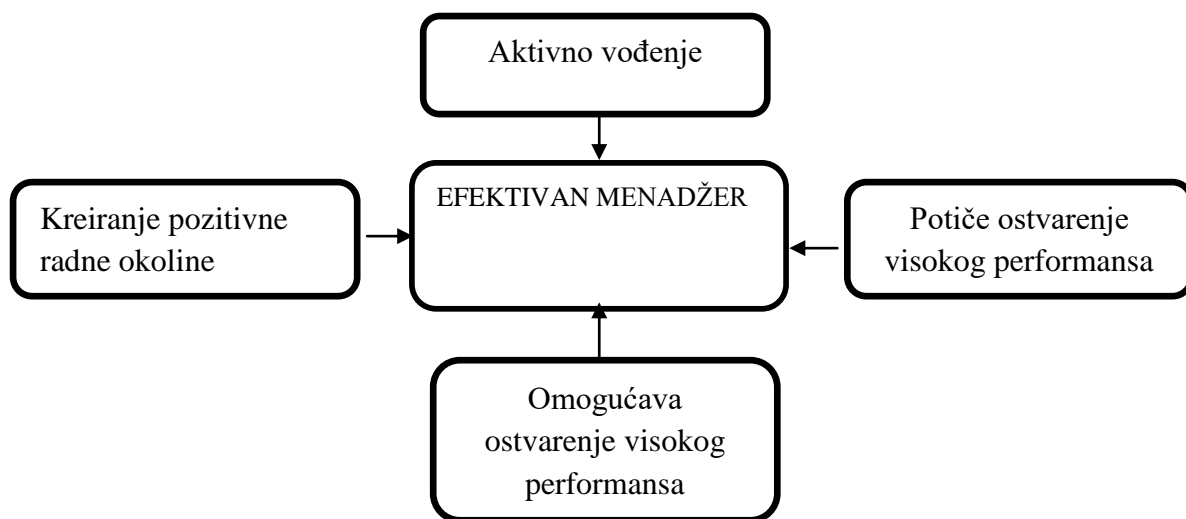 Aktivno vođenje
EFEKTIVAN MENADŽER
Kreiranje pozitivne
radne okoline
Potiče ostvarenje
visokog performansa
Omogućava
ostvarenje visokog
performansa